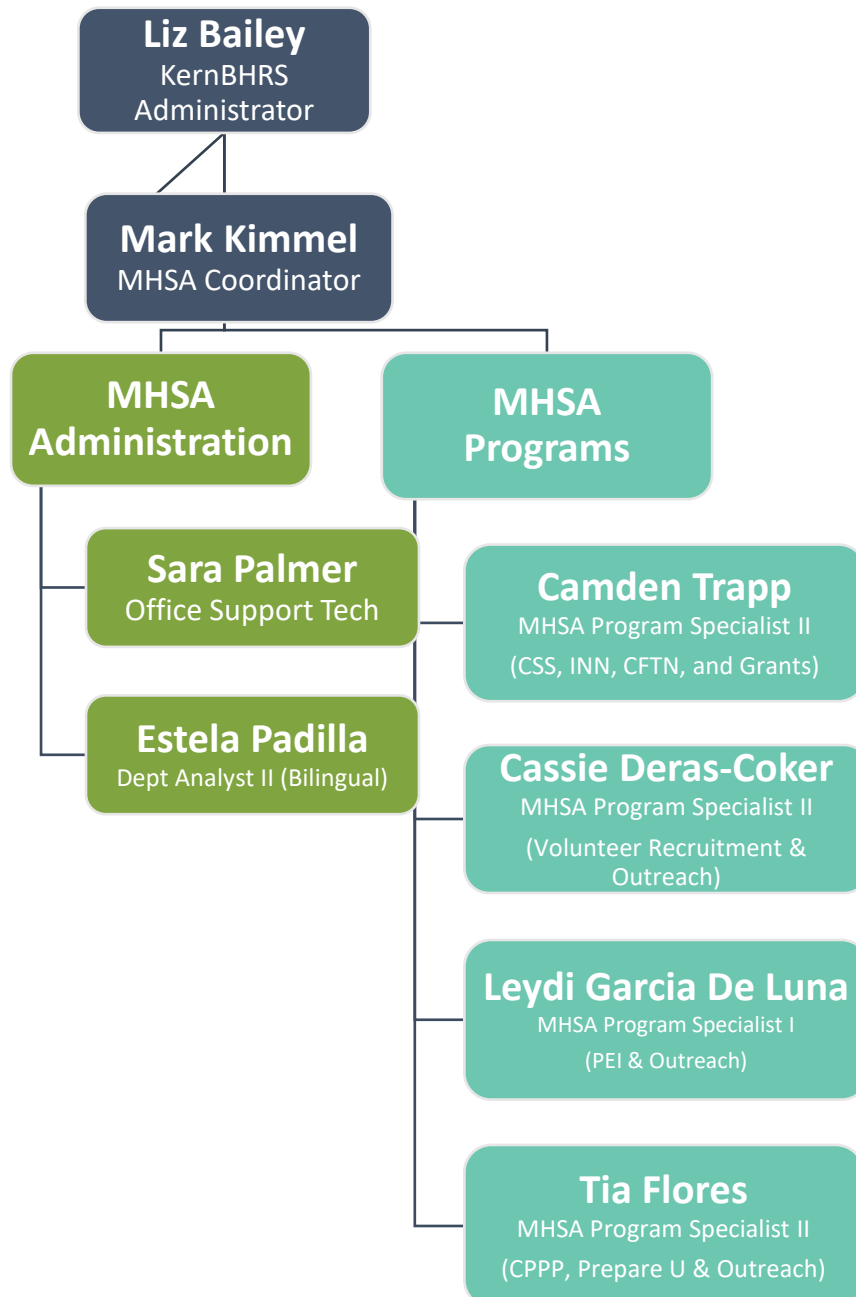 Liz Bailey
KernBHRS
Administrator
Mark Kimmel
MHSA Coordinator
MHSA
Administration
MHSA
Programs
Sara Palmer
Office Support Tech
Estela Padilla
Dept Analyst II (Bilingual)
Camden Trapp
MHSA Program Specialist II
(CSS, INN, CFTN, and Grants)
Cassie Deras-Coker
MHSA Program Specialist II
(Volunteer Recruitment &
Outreach)
Leydi Garcia De Luna
MHSA Program Specialist I
(PEI & Outreach)
Tia Flores
MHSA Program Specialist II
(CPPP, Prepare U & Outreach)